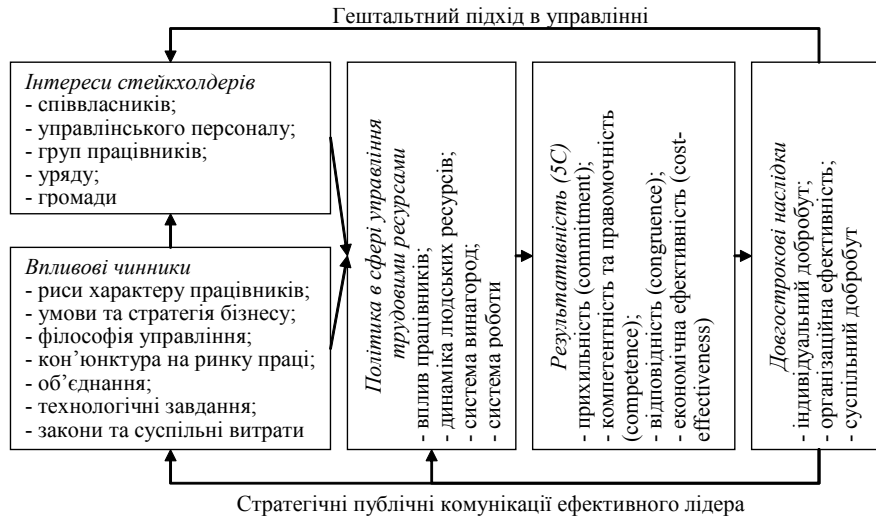 Гештальтний підхід в управлінні
Інтереси стейкхолдерів
- співвласників;
- управлінського персоналу;
- груп працівників;
- уряду;
- громади
Впливові чинники
- риси характеру працівників;
- умови та стратегія бізнесу;
- філософія управління;
- кон’юнктура на ринку праці;
- об’єднання;
- технологічні завдання;
- закони та суспільні витрати
Політика в сфері управління
трудовими ресурсами
- вплив працівників;
- динаміка людських ресурсів;
- система винагород;
- система роботи
Результативність (5С)
- прихильність (commitment);
- компетентність та правомочність
(competence);
- відповідність (congruence);
- економічна ефективність (cost-
effectiveness)
Довгострокові наслідки
- індивідуальний добробут;
- організаційна ефективність;
- суспільний добробут
Стратегічні публічні комунікації ефективного лідера